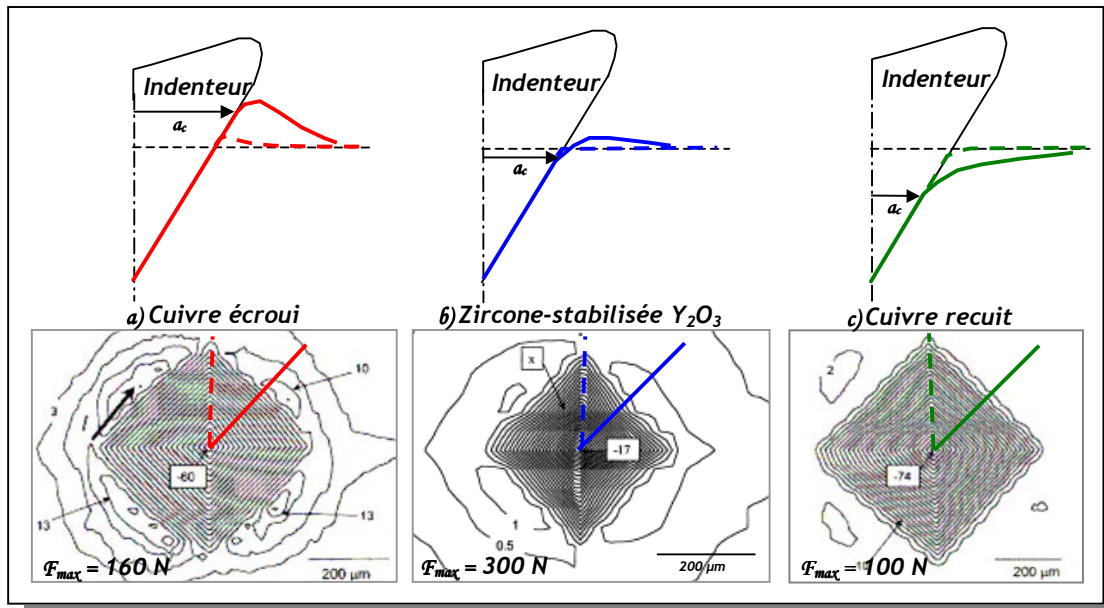 Indenteur
a_c
Indenteur
a_c
Indenteur
a_c
a) Cuivre écroui
b) Zircone-stabilisée Y₂O₃
c) Cuivre recuit
3
10
-60
13
13
F_max = 160 N
200 µm
x
-17
1
0.5
F_max = 300 N
200 µm
2
-74
F_max = 100 N
200 µm